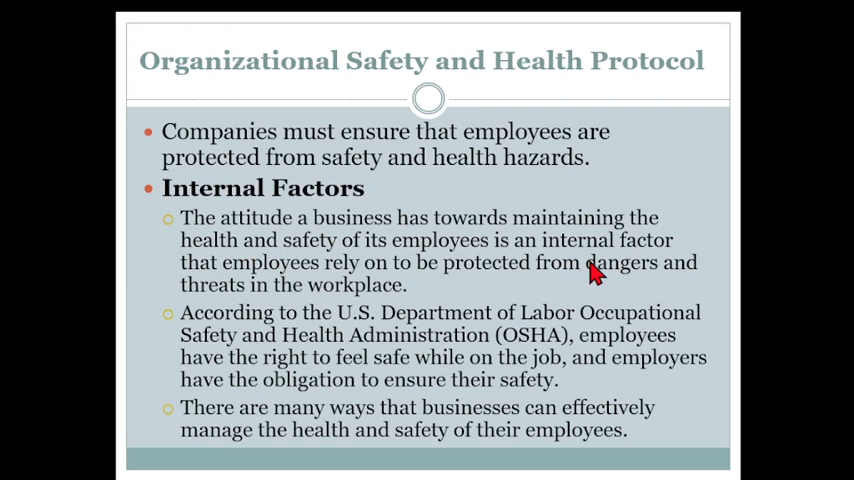 Organizational Safety and Health Protocol
• Companies must ensure that employees are
protected from safety and health hazards.
• Internal Factors
○ The attitude a business has towards maintaining the
health and safety of its employees is an internal factor
that employees rely on to be protected from dangers and
threats in the workplace.
○ According to the U.S. Department of Labor Occupational
Safety and Health Administration (OSHA), employees
have the right to feel safe while on the job, and employers
have the obligation to ensure their safety.
○ There are many ways that businesses can effectively
manage the health and safety of their employees.